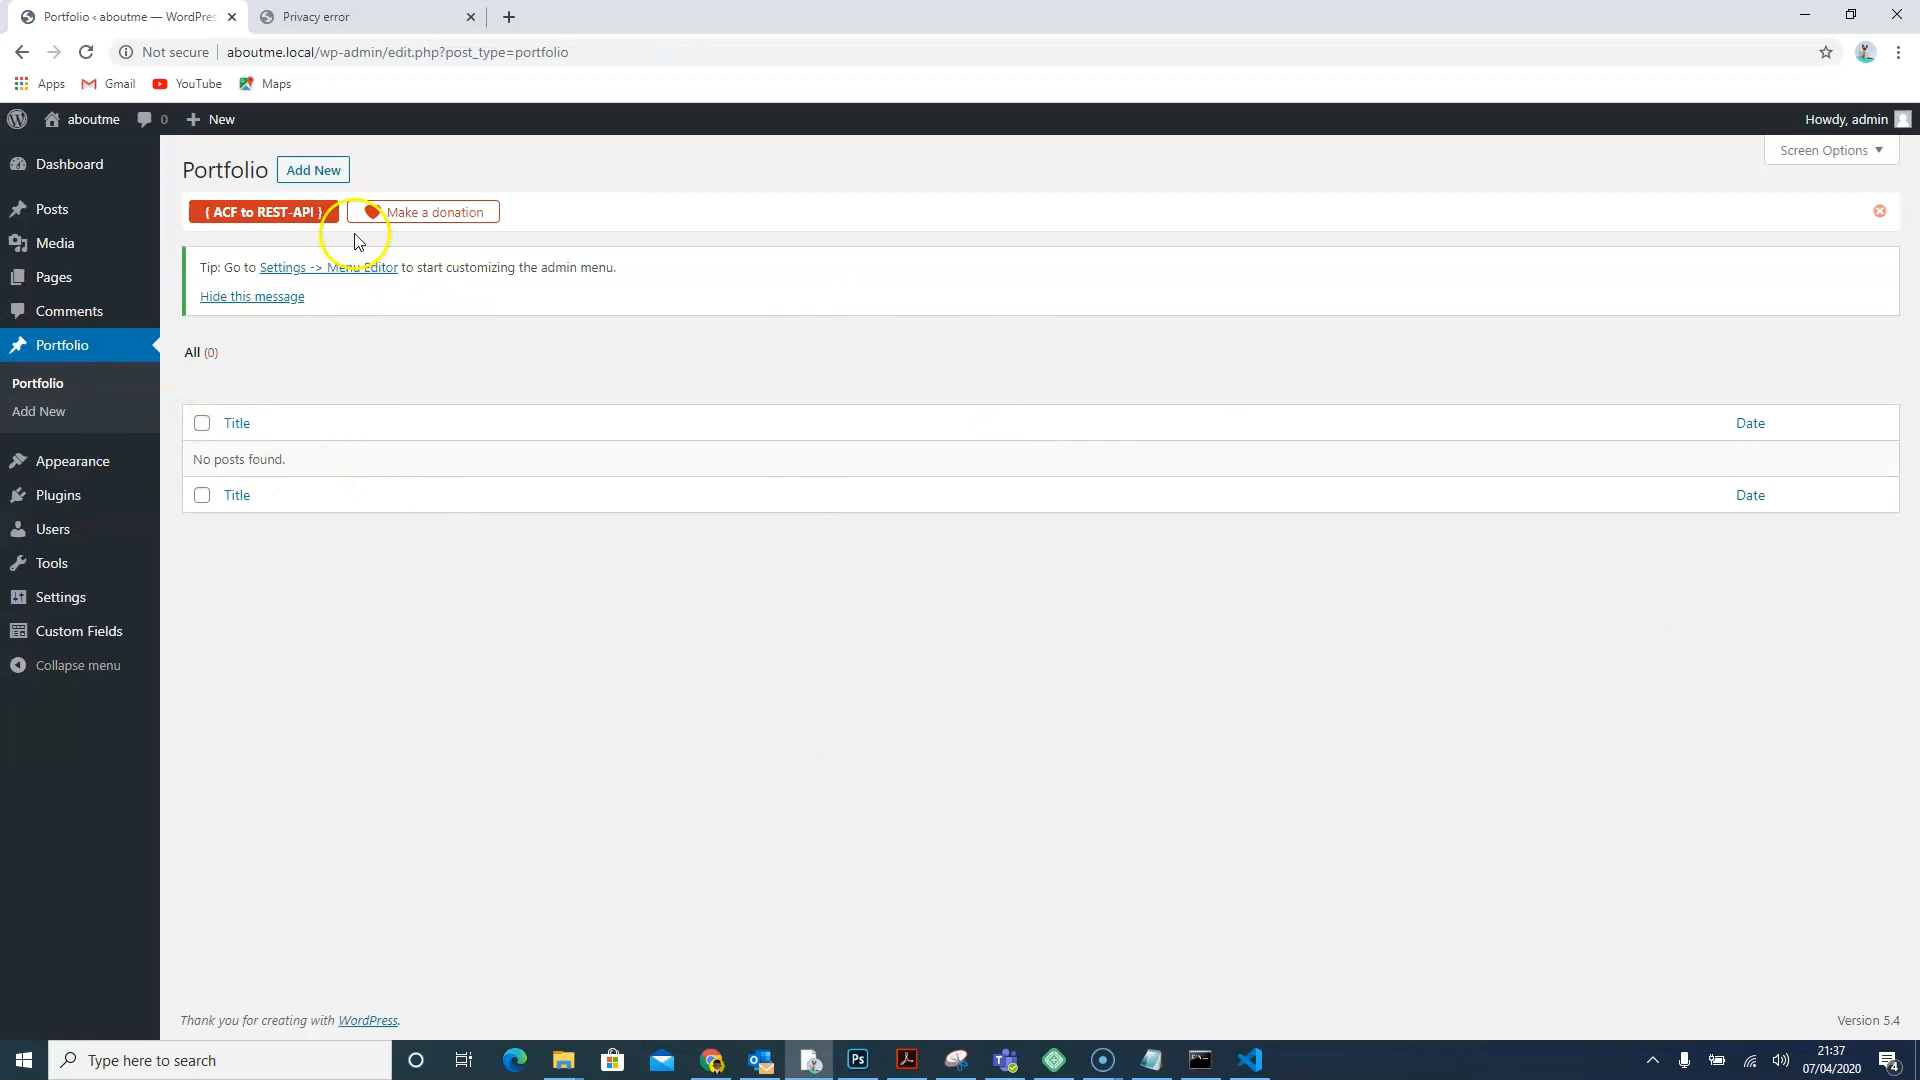 Portfolio ‹ aboutme — WordPres
Privacy error
Not secure
aboutme.local/wp-admin/edit.php?post_type=portfolio
Apps
Gmail
YouTube
Maps
aboutme
0
New
Howdy, admin
Dashboard
Posts
Media
Pages
Comments
Portfolio
Portfolio
Add New
Appearance
Plugins
Users
Tools
Settings
Custom Fields
Collapse menu
Portfolio
Add New
Screen Options
{ ACF to REST-API }
Make a donation
Tip: Go to Settings -> Menu Editor to start customizing the admin menu.
Hide this message
All (0)
Title
Date
No posts found.
Title
Date
Thank you for creating with WordPress.
Version 5.4
Type here to search
Ps
21:37
07/04/2020
4